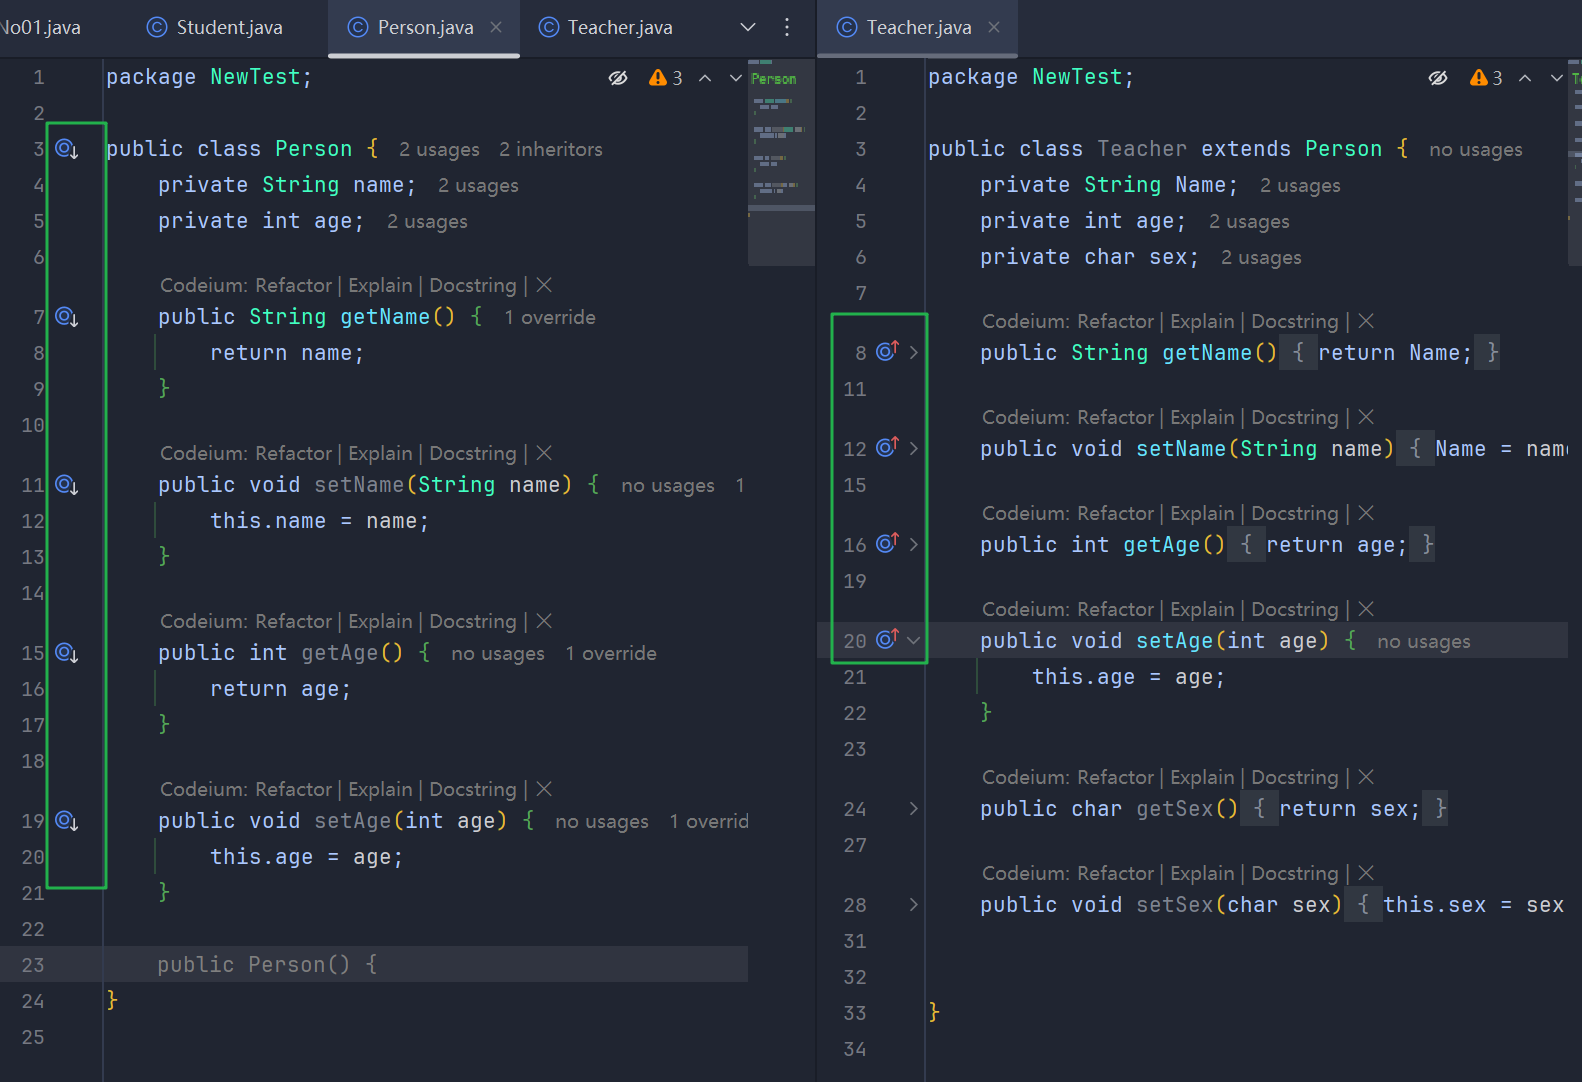 No01.java Student.java Person.java Teacher.java
1 package NewTest; 3
2
3 public class Person { 2 usages 2 inheritors
4 private String name; 2 usages
5 private int age; 2 usages
6
Codeium: Refactor | Explain | Docstring | ×
7 public String getName() { 1 override
8 return name;
9 }
10
Codeium: Refactor | Explain | Docstring | ×
11 public void setName(String name) { no usages 1
12 this.name = name;
13 }
14
Codeium: Refactor | Explain | Docstring | ×
15 public int getAge() { no usages 1 override
16 return age;
17 }
18
Codeium: Refactor | Explain | Docstring | ×
19 public void setAge(int age) { no usages 1 overrid
20 this.age = age;
21 }
22
23 public Person() {
24 }
25
Person
Teacher.java
1 package NewTest; 3
2
3 public class Teacher extends Person { no usages
4 private String Name; 2 usages
5 private int age; 2 usages
6 private char sex; 2 usages
7
Codeium: Refactor | Explain | Docstring | ×
8 public String getName() { return Name; }
11
Codeium: Refactor | Explain | Docstring | ×
12 public void setName(String name) { Name = name
15
Codeium: Refactor | Explain | Docstring | ×
16 public int getAge() { return age; }
19
Codeium: Refactor | Explain | Docstring | ×
20 public void setAge(int age) { no usages
21 this.age = age;
22 }
23
Codeium: Refactor | Explain | Docstring | ×
24 public char getSex() { return sex; }
27
Codeium: Refactor | Explain | Docstring | ×
28 public void setSex(char sex) { this.sex = sex
31
32
33 }
34